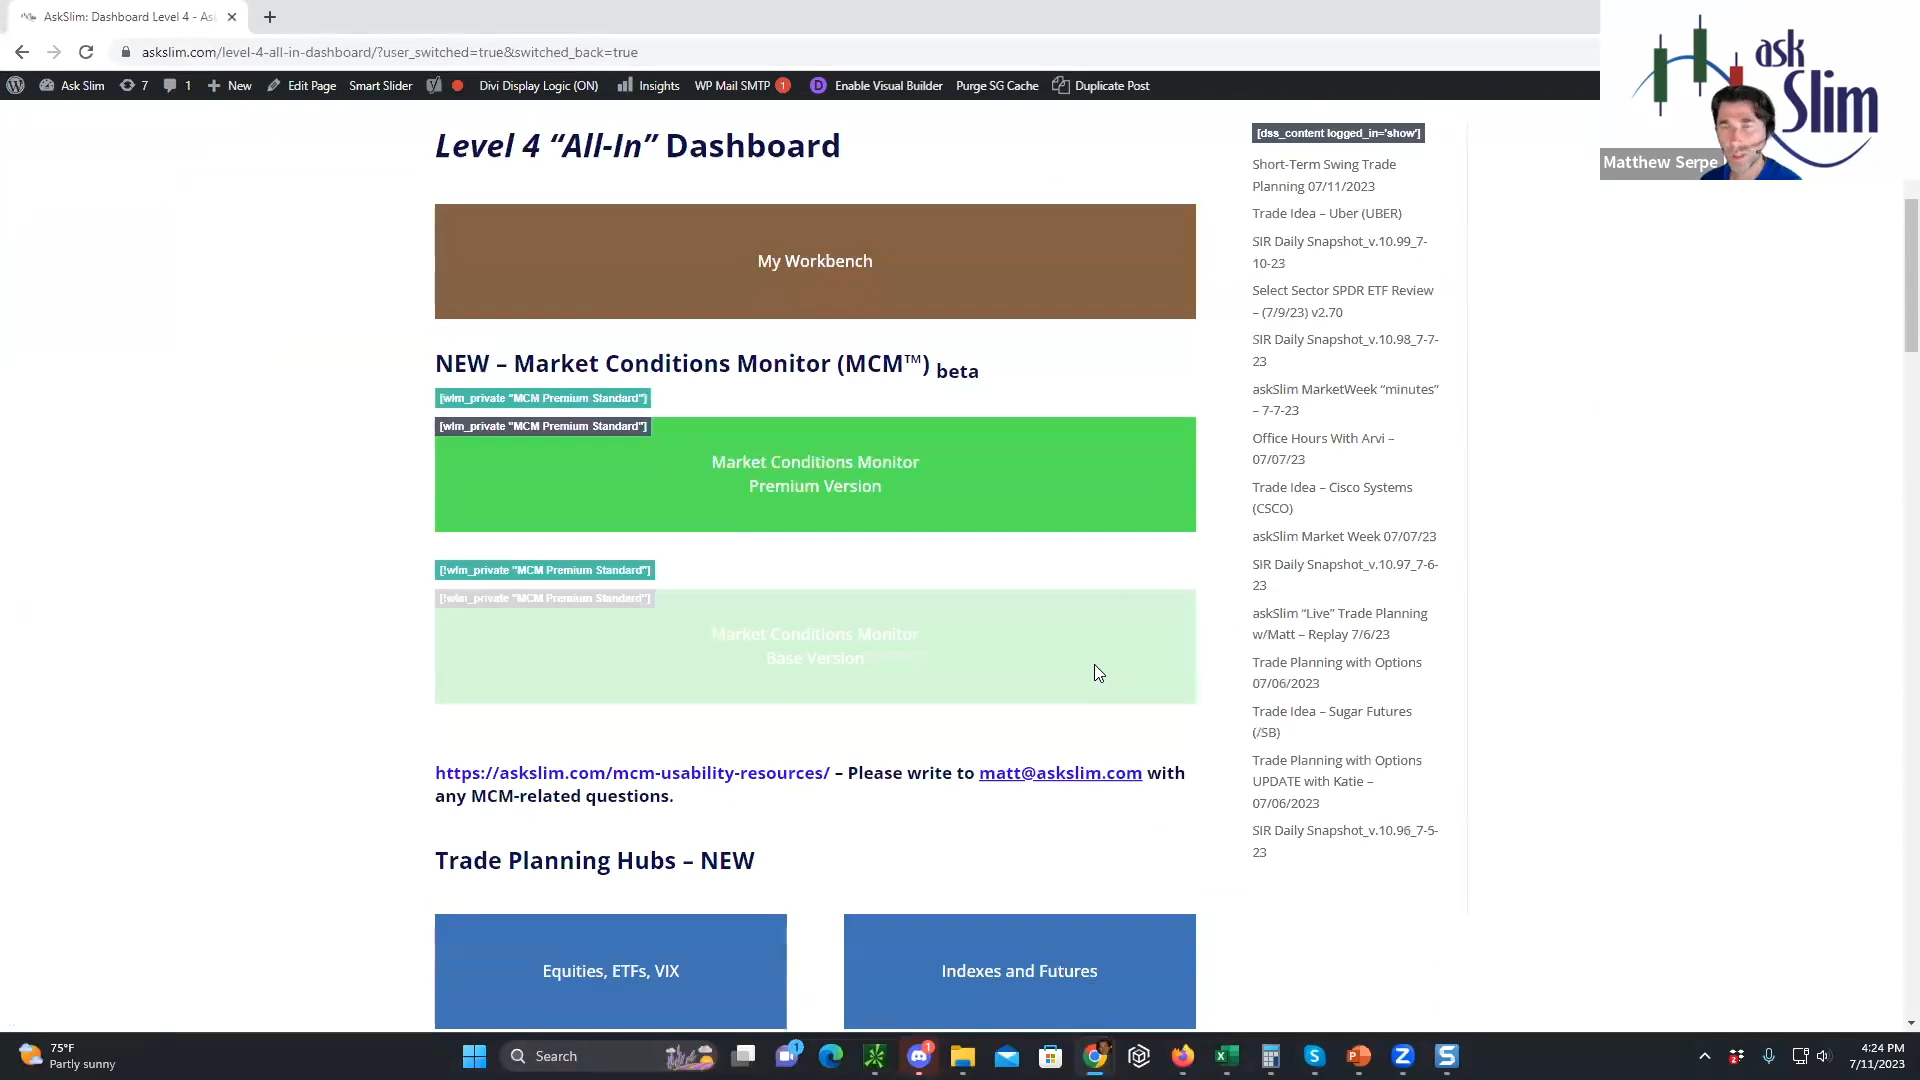 AskSlim: Dashboard Level 4 - As
askslim.com/level-4-all-in-dashboard/?user_switched=true&switched_back=true
Ask Slim 7 1 New Edit Page Smart Slider Divi Display Logic (ON) Insights WP Mail SMTP 1 D Enable Visual Builder Purge SG Cache Duplicate Post
ask
Slim
Matthew Serpe
Level 4 “All-In” Dashboard
My Workbench
NEW – Market Conditions Monitor (MCM™) beta
[wlm_private "MCM Premium Standard"]
[wlm_private "MCM Premium Standard"]
Market Conditions Monitor
Premium Version
[!wlm_private "MCM Premium Standard"]
[!wlm_private "MCM Premium Standard"]
Market Conditions Monitor
Base Version
https://askslim.com/mcm-usability-resources/ – Please write to matt@askslim.com with
any MCM-related questions.
Trade Planning Hubs – NEW
Equities, ETFs, VIX
Indexes and Futures
[dss_content logged_in='show']
Short-Term Swing Trade
Planning 07/11/2023
Trade Idea – Uber (UBER)
SIR Daily Snapshot_v.10.99_7-
10-23
Select Sector SPDR ETF Review
– (7/9/23) v2.70
SIR Daily Snapshot_v.10.98_7-7-
23
askSlim MarketWeek “minutes”
– 7-7-23
Office Hours With Arvi –
07/07/23
Trade Idea – Cisco Systems
(CSCO)
askSlim Market Week 07/07/23
SIR Daily Snapshot_v.10.97_7-6-
23
askSlim “Live” Trade Planning
w/Matt – Replay 7/6/23
Trade Planning with Options
07/06/2023
Trade Idea – Sugar Futures
(/SB)
Trade Planning with Options
UPDATE with Katie –
07/06/2023
SIR Daily Snapshot_v.10.96_7-5-
23
75°F
Partly sunny
Search
4:24 PM
7/11/2023